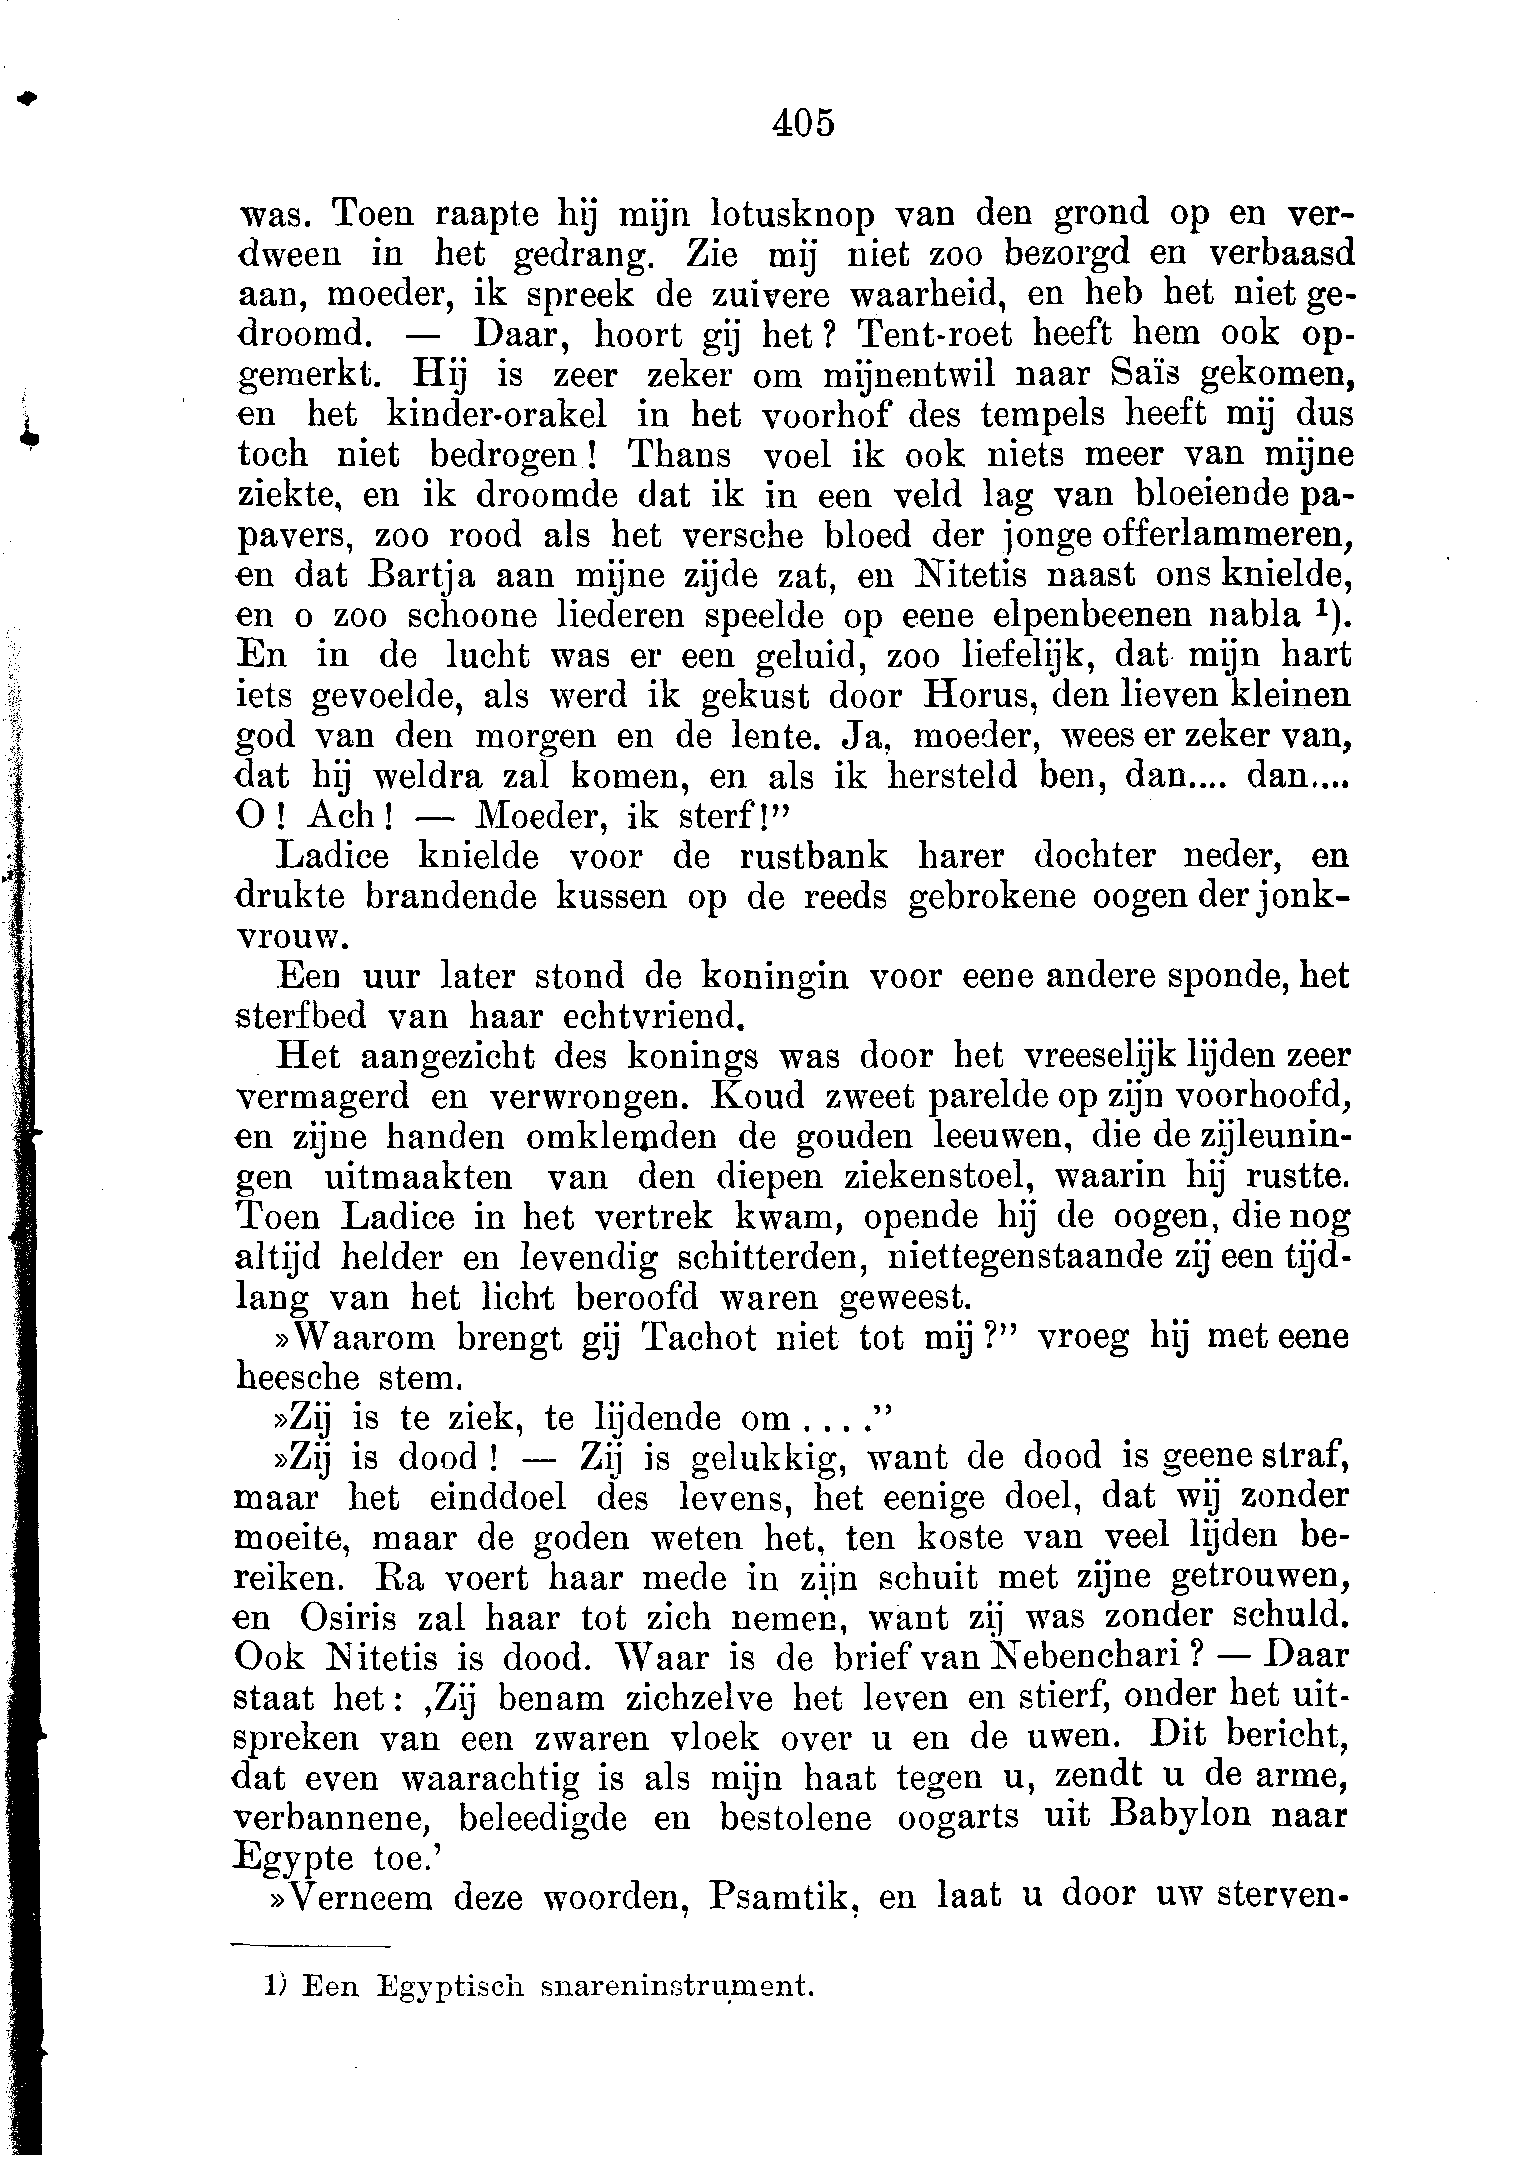 405
was. Toen raapte hij mijn lotusknop van den grond op en ver-
dween in het gedrang. Zie mij niet zoo bezorgd en verbaasd
aan, moeder, ik spreek de zuivere waarheid, en heb het niet ge-
droomd. — Daar, hoort gij het? Tent-roet heeft hem ook op-
gemerkt. Hij is zeer zeker om mijnentwil naar Saïs gekomen,
en het kinder-orakel in het voorhof des tempels heeft mij dus
toch niet bedrogen! Thans voel ik ook niets meer van mijne
ziekte, en ik droomde dat ik in een veld lag van bloeiende pa-
pavers, zoo rood als het versche bloed der jonge offerlammeren,
en dat Bartja aan mijne zijde zat, en Nitetis naast ons knielde,
en o zoo schoone liederen speelde op eene elpenbeenen nabla ¹).
En in de lucht was er een geluid, zoo liefelijk, dat mijn hart
iets gevoelde, als werd ik gekust door Horus, den lieven kleinen
god van den morgen en de lente. Ja, moeder, wees er zeker van,
dat hij weldra zal komen, en als ik hersteld ben, dan.... dan....
O! Ach! — Moeder, ik sterf!”
Ladice knielde voor de rustbank harer dochter neder, en
drukte brandende kussen op de reeds gebrokene oogen der jonk-
vrouw.
Een uur later stond de koningin voor eene andere sponde, het
sterfbed van haar echtvriend.
Het aangezicht des konings was door het vreeselijk lijden zeer
vermagerd en verwrongen. Koud zweet parelde op zijn voorhoofd,
en zijne handen omklemden de gouden leeuwen, die de zijleunin-
gen uitmaakten van den diepen ziekenstoel, waarin hij rustte.
Toen Ladice in het vertrek kwam, opende hij de oogen, die nog
altijd helder en levendig schitterden, niettegenstaande zij een tijd-
lang van het licht beroofd waren geweest.
»Waarom brengt gij Tachot niet tot mij?” vroeg hij met eene
heesche stem.
»Zij is te ziek, te lijdende om . . . .”
»Zij is dood! — Zij is gelukkig, want de dood is geene straf,
maar het einddoel des levens, het eenige doel, dat wij zonder
moeite, maar de goden weten het, ten koste van veel lijden be-
reiken. Ra voert haar mede in zijn schuit met zijne getrouwen,
en Osiris zal haar tot zich nemen, want zij was zonder schuld.
Ook Nitetis is dood. Waar is de brief van Nebenchari? — Daar
staat het: ‚Zij benam zichzelve het leven en stierf, onder het uit-
spreken van een zwaren vloek over u en de uwen. Dit bericht,
dat even waarachtig is als mijn haat tegen u, zendt u de arme,
verbannene, beleedigde en bestolene oogarts uit Babylon naar
Egypte toe.’
»Verneem deze woorden, Psamtik, en laat u door uw sterven-
1) Een Egyptisch snareninstrument.